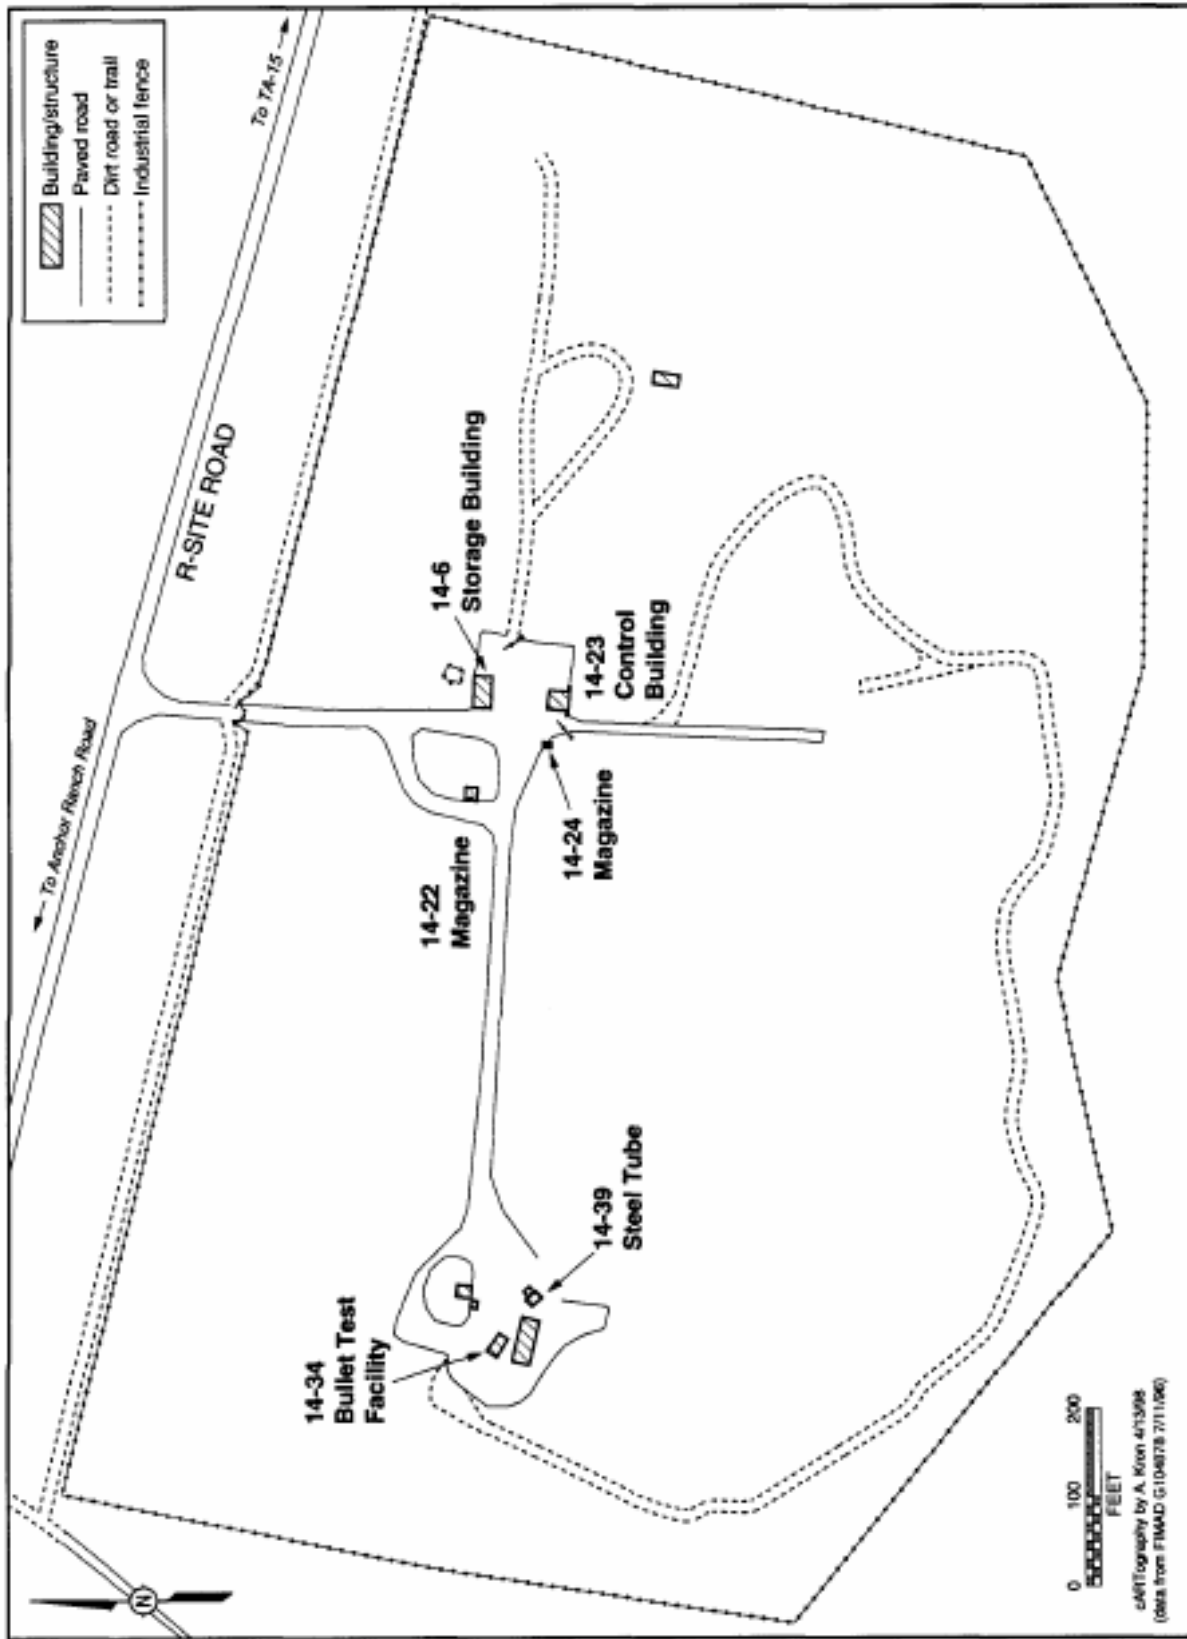 Building/structure
Paved road
Dirt road or trail
Industrial fence
To TA-15
R-SITE ROAD
To Anchor Ranch Road
14-6
Storage Building
14-23
Control
Building
14-22
Magazine
14-24
Magazine
14-34
Bullet Test
Facility
14-39
Steel Tube
N
0 100 200
FEET
cARTography by A. Kron 4/13/98
(data from FIMAD 7/11/96)